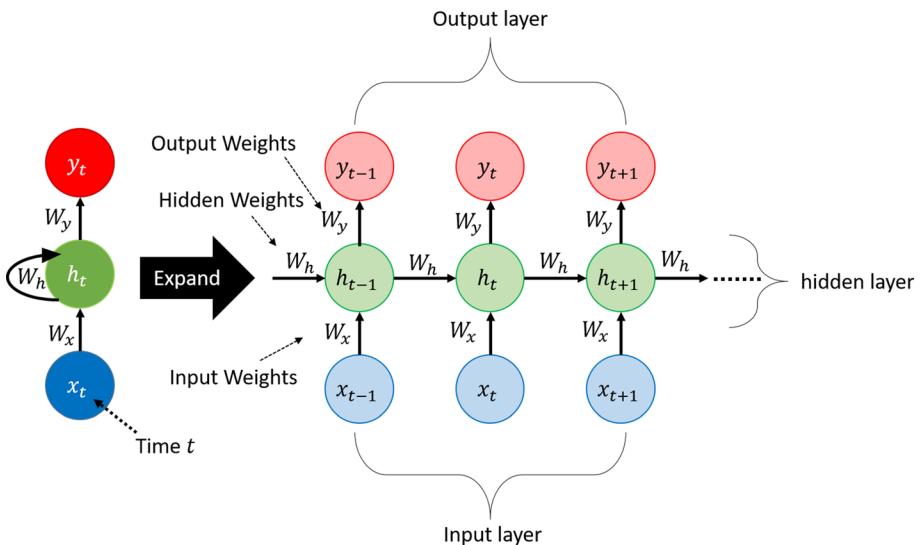 Output layer
y_t
y_{t-1}
y_t
y_{t+1}
Output Weights
W_y
W_y
W_y
W_y
Hidden Weights
W_h
h_t
Expand
W_h
h_{t-1}
W_h
h_t
W_h
h_{t+1}
W_h
hidden layer
W_x
W_x
W_x
W_x
Input Weights
x_t
x_{t-1}
x_t
x_{t+1}
Time t
Input layer